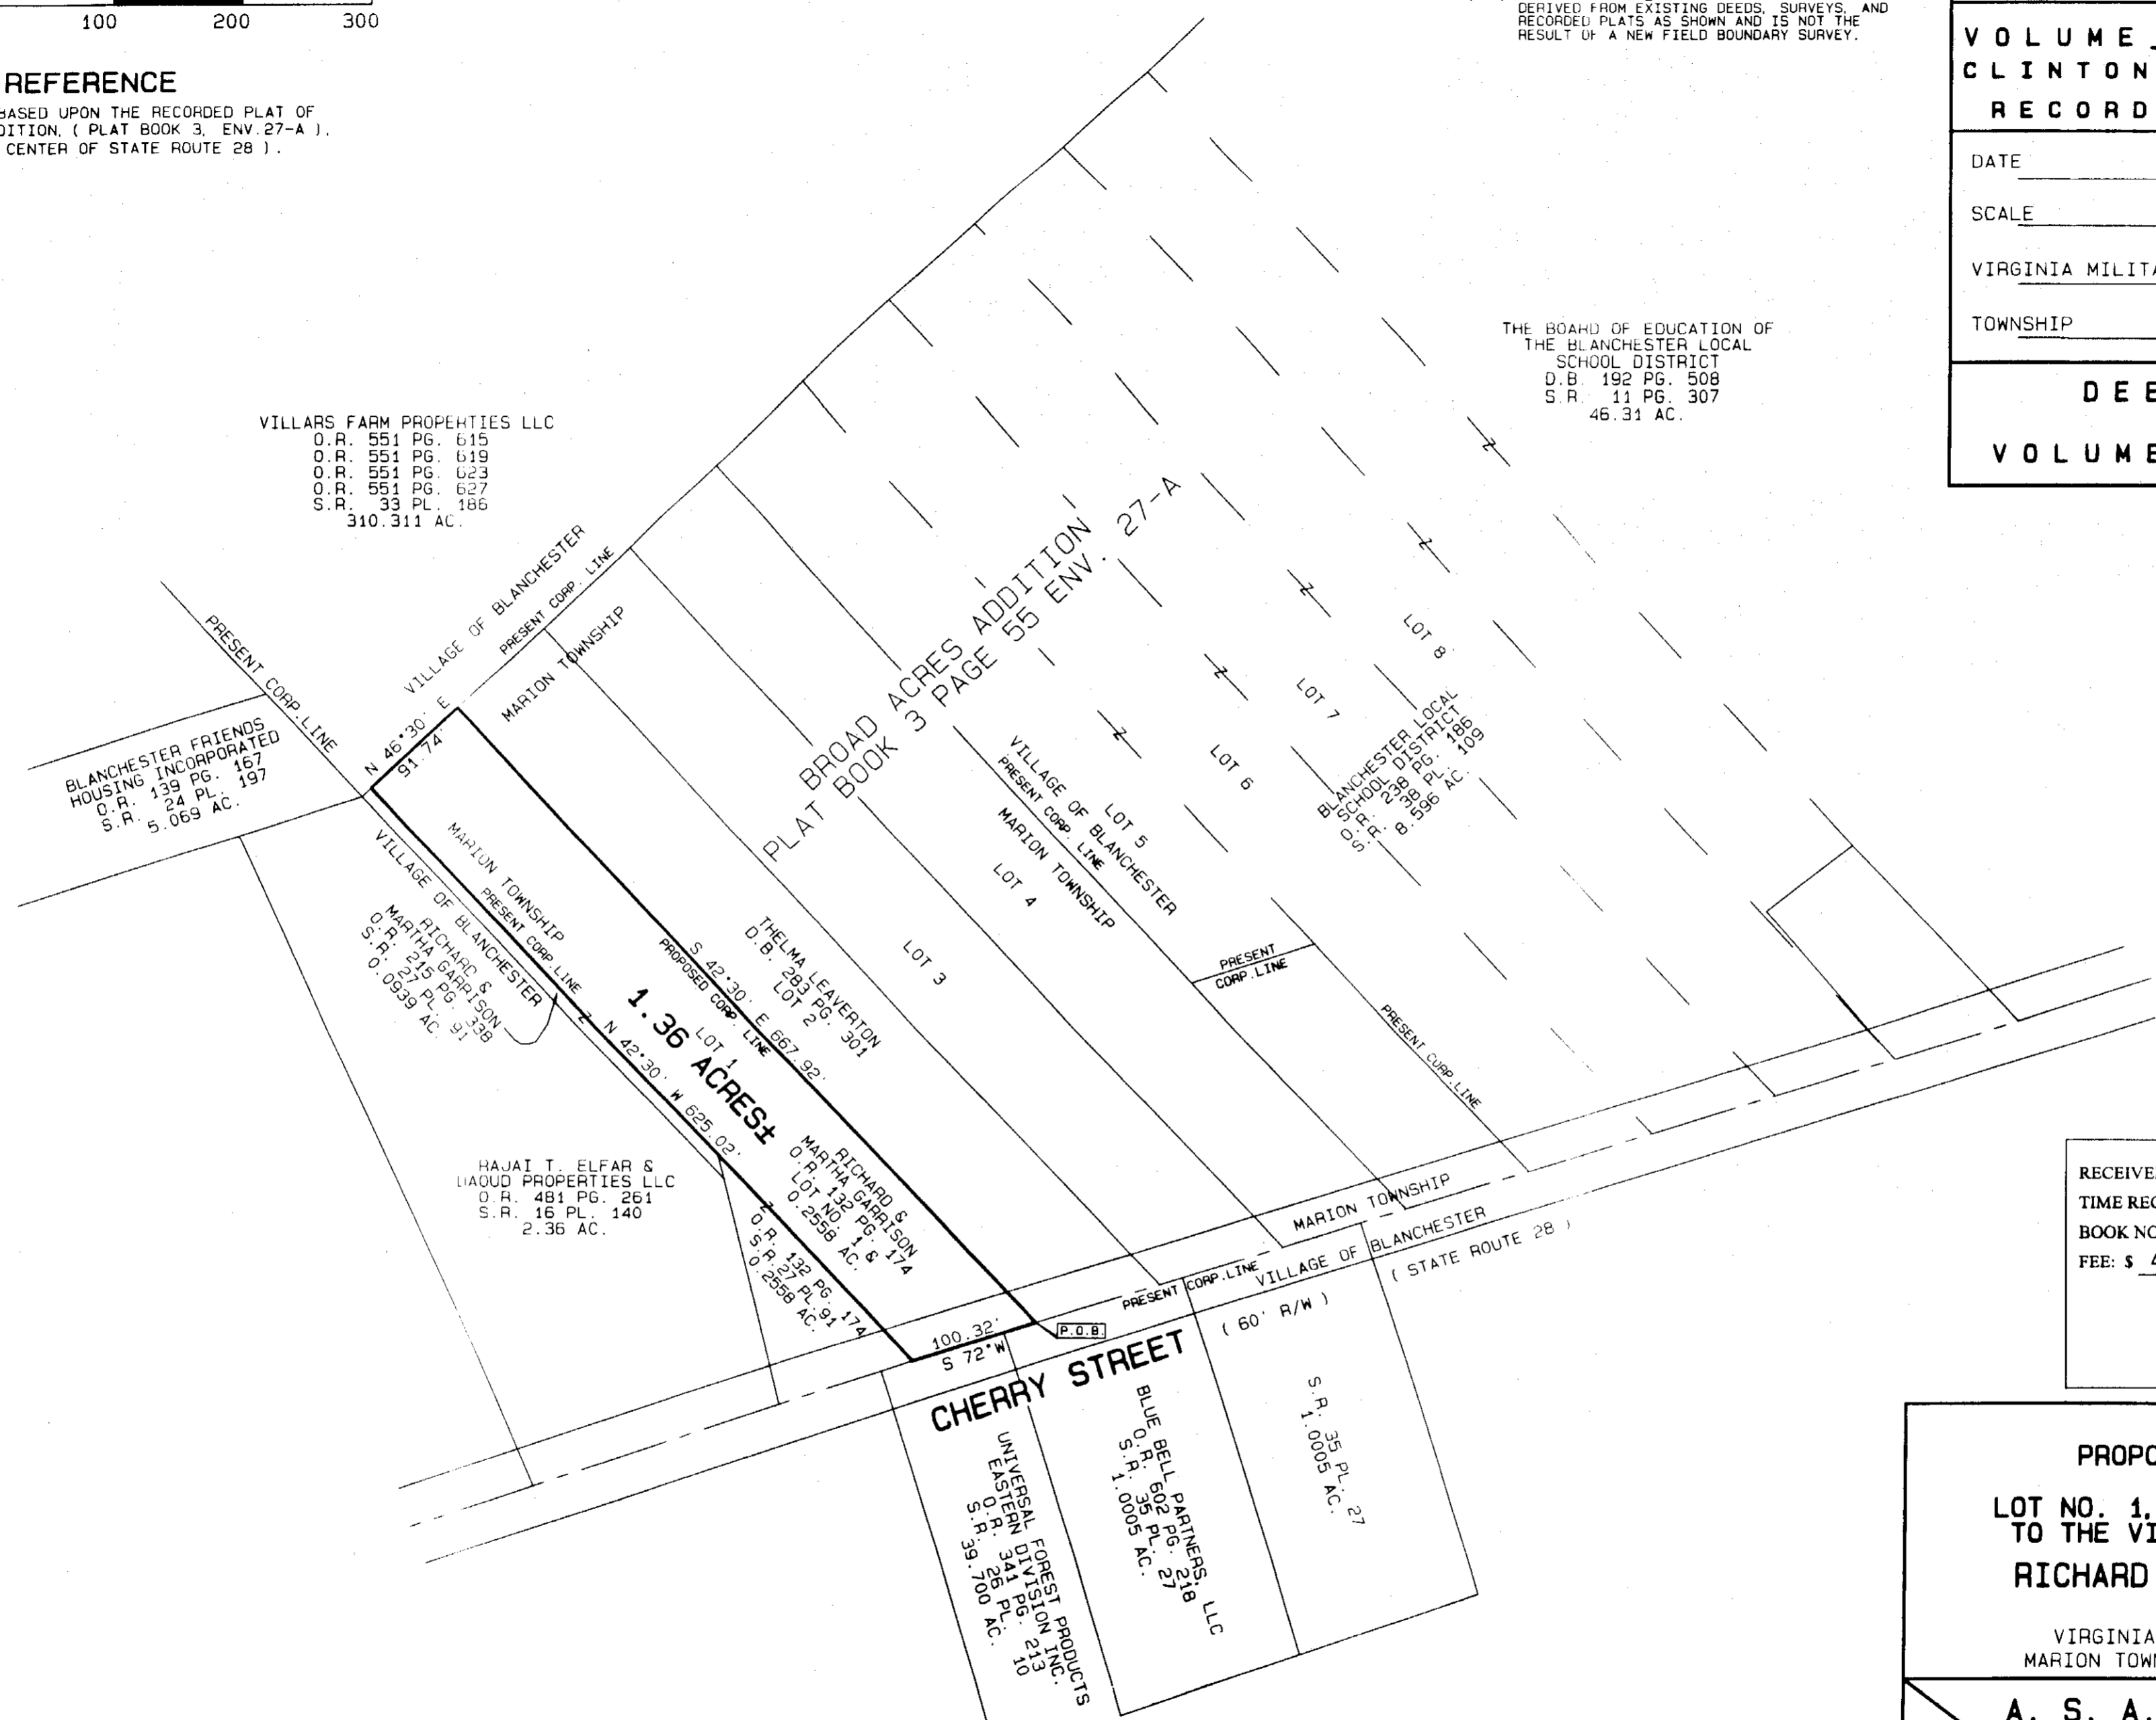 100 200 300
REFERENCE
BASED UPON THE RECORDED PLAT OF
DITION, ( PLAT BOOK 3, ENV.27-A ),
CENTER OF STATE ROUTE 28 ).
DERIVED FROM EXISTING DEEDS, SURVEYS, AND
RECORDED PLATS AS SHOWN AND IS NOT THE
RESULT OF A NEW FIELD BOUNDARY SURVEY.
VOLUME
CLINTON
RECORD
DATE
SCALE
VIRGINIA MILITA
TOWNSHIP
DEE
VOLUME
THE BOARD OF EDUCATION OF
THE BLANCHESTER LOCAL
SCHOOL DISTRICT
D.B. 192 PG. 508
S.R. 11 PG. 307
46.31 AC.
VILLARS FARM PROPERTIES LLC
O.R. 551 PG. 615
O.R. 551 PG. 619
O.R. 551 PG. 623
O.R. 551 PG. 627
S.R. 33 PL. 186
310.311 AC.
VILLAGE OF BLANCHESTER
PRESENT CORP. LINE
MARION TOWNSHIP
PRESENT CORP.LINE
BROAD ACRES ADDITION
PLAT BOOK 3 PAGE 55 ENV. 27-A
BLANCHESTER FRIENDS
HOUSING INCORPORATED
O.R. 139 PG. 167
S.R. 24 PL. 197
5.069 AC.
N 46°30' E
91.74'
LOT 8
LOT 7
LOT 6
LOT 5
LOT 4
LOT 3
BLANCHESTER LOCAL
SCHOOL DISTRICT
O.R. 238 PG. 186
S.R. 38 PL. 109
8.596 AC.
VILLAGE OF BLANCHESTER
PRESENT CORP. LINE
MARION TOWNSHIP
PRESENT
CORP.LINE
PRESENT CORP.LINE
MARION TOWNSHIP
PRESENT CORP.LINE
VILLAGE OF BLANCHESTER
RICHARD &
MARTHA GARRISON
O.R. 215 PG. 338
S.R. 27 PL. 91
0.0939 AC.
THELMA LEAVERTON
D.B. 283 PG. 301
LOT 2
S 42°30' E 667.92'
PROPOSED CORP. LINE
LOT 1
1.36 ACRES±
N 42°30' W 625.02'
RICHARD &
MARTHA GARRISON
O.R. 132 PG. 174
LOT NO. 1 &
0.2558 AC.
O.R. 132 PG. 174
S.R.27 PL.91
0.2558 AC.
RAJAI T. ELFAR &
DAOUD PROPERTIES LLC
O.R. 481 PG. 261
S.R. 16 PL. 140
2.36 AC.
100.32'
S 72°W
P.O.B.
MARION TOWNSHIP
PRESENT CORP.LINE
VILLAGE OF BLANCHESTER
( STATE ROUTE 28 )
CHERRY STREET
( 60' R/W )
UNIVERSAL FOREST PRODUCTS
EASTERN DIVISION INC.
O.R. 341 PG. 213
S.R. 26 PL. 10
39.700 AC.
BLUE BELL PARTNERS, LLC
O.R. 602 PG. 218
S.R. 35 PL. 27
1.0005 AC.
S.R. 35 PL. 27
1.0005 AC.
RECEIVE
TIME REC
BOOK NO
FEE: $ 4
PROPO
LOT NO. 1,
TO THE VI
RICHARD
VIRGINIA
MARION TOWN
A. S. A.